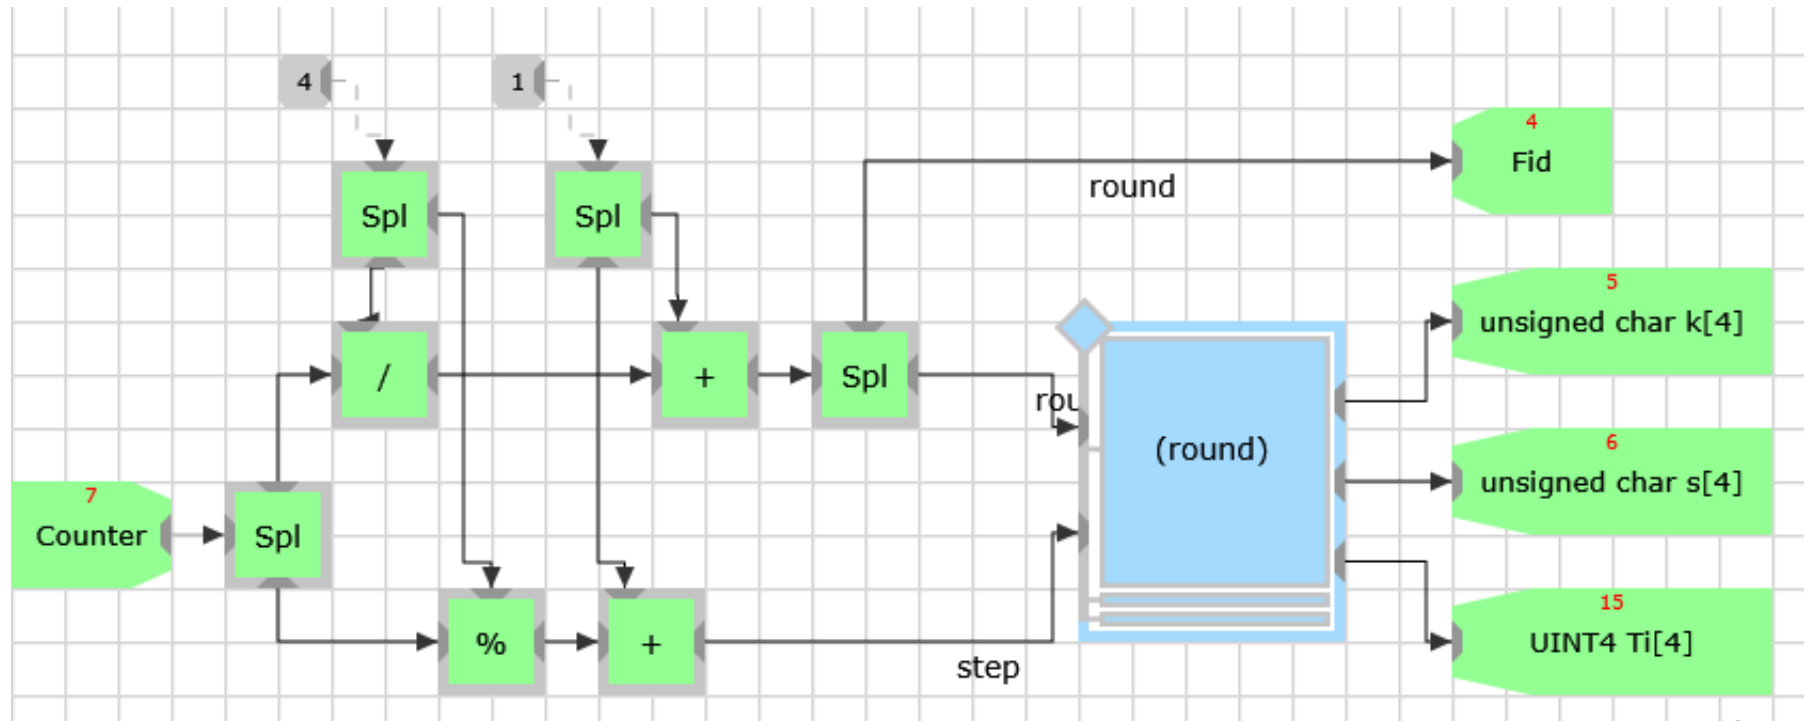 4
1
4
Fid
Spl
Spl
round
5
unsigned char k[4]
/
+
Spl
rou
(round)
6
unsigned char s[4]
7
Counter
Spl
15
UINT4 Ti[4]
%
+
step